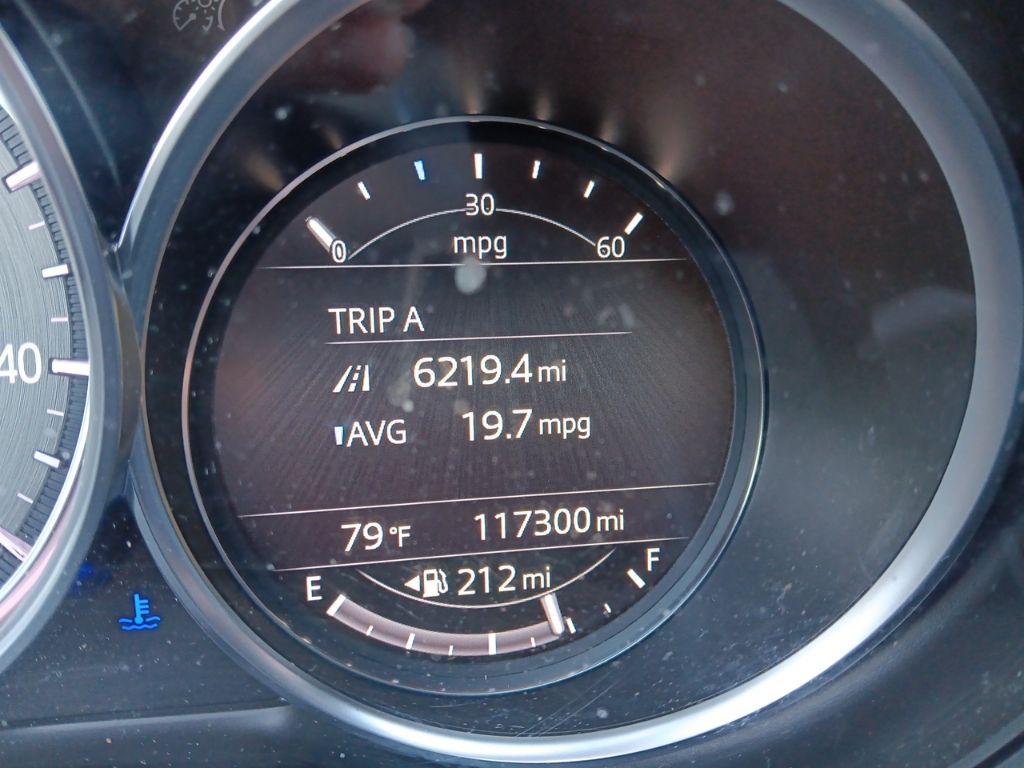 30
0 mpg 60
TRIP A
6219.4 mi
AVG 19.7 mpg
79 °F 117300 mi
E 212 mi F
40